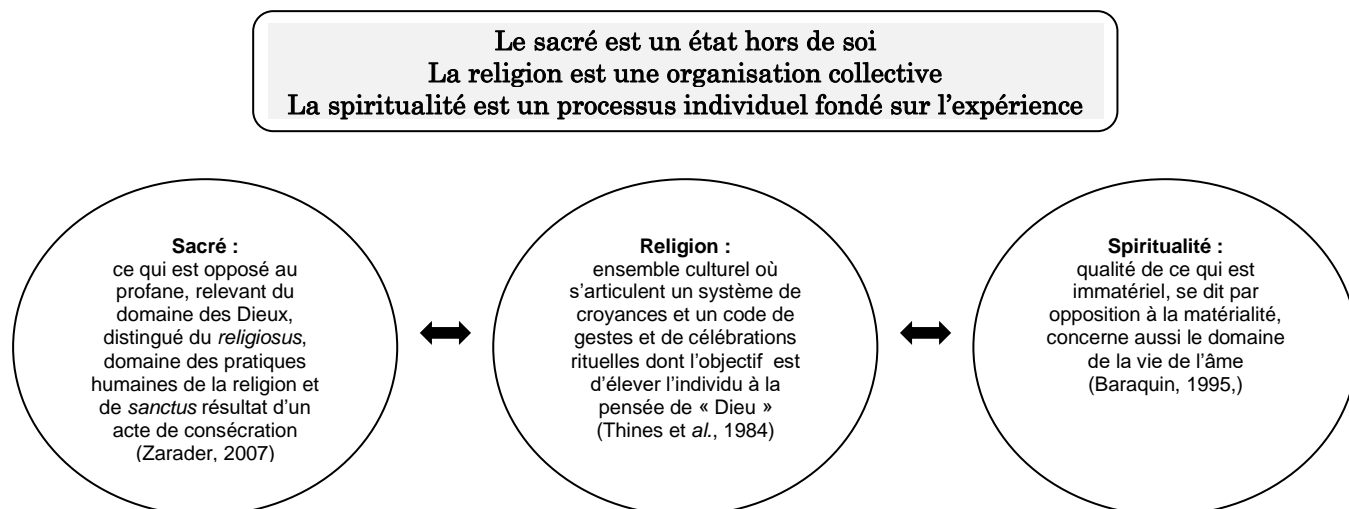 Le sacré est un état hors de soi
La religion est une organisation collective
La spiritualité est un processus individuel fondé sur l’expérience
Sacré :
ce qui est opposé au
profane, relevant du
domaine des Dieux,
distingué du religiosus,
domaine des pratiques
humaines de la religion et
de sanctus résultat d’un
acte de consécration
(Zarader, 2007)
Religion :
ensemble culturel où
s’articulent un système de
croyances et un code de
gestes et de célébrations
rituelles dont l’objectif est
d’élever l’individu à la
pensée de « Dieu »
(Thines et al., 1984)
Spiritualité :
qualité de ce qui est
immatériel, se dit par
opposition à la matérialité,
concerne aussi le domaine
de la vie de l’âme
(Baraquin, 1995,)